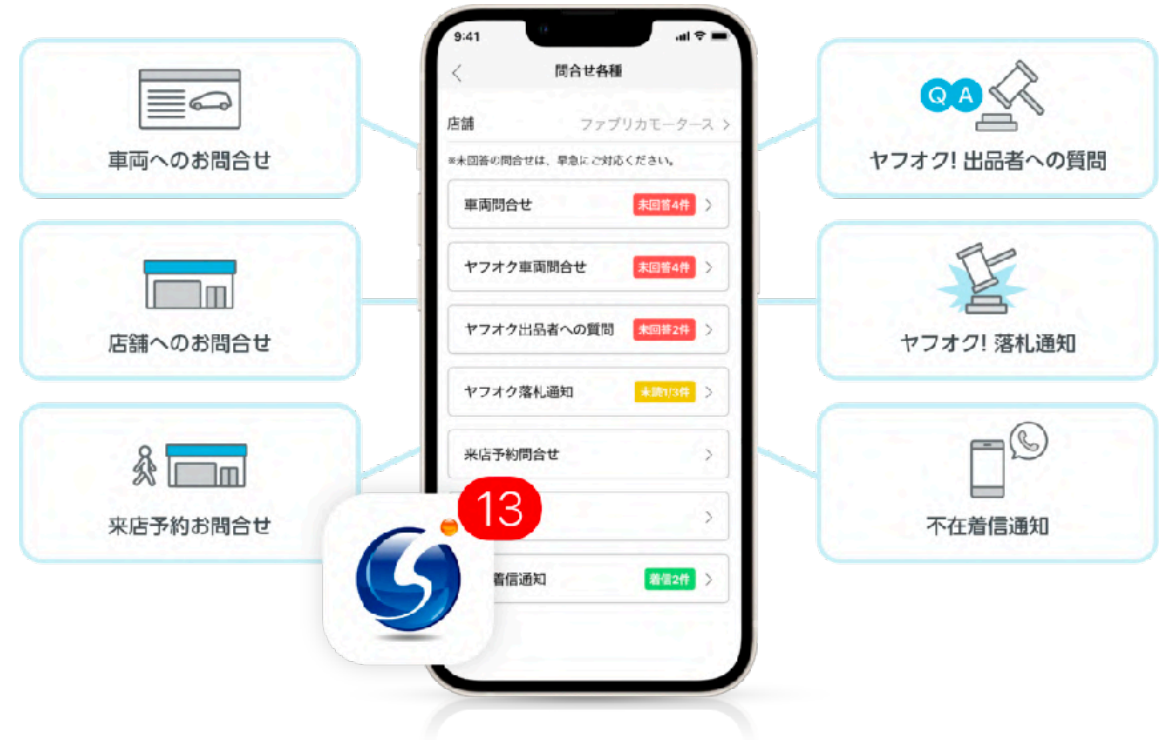 車両へのお問合せ
店舗へのお問合せ
来店予約お問合せ
9:41
問合せ各種
店舗 ファブリカモータース
※未回答の問合せは、早急にご対応ください。
車両問合せ 未回答4件
ヤフオク車両問合せ 未回答4件
ヤフオク出品者への質問 未回答2件
ヤフオク落札通知 未読1/3件
来店予約問合せ
着信通知 着信2件
13
Q A
ヤフオク! 出品者への質問
ヤフオク! 落札通知
不在着信通知